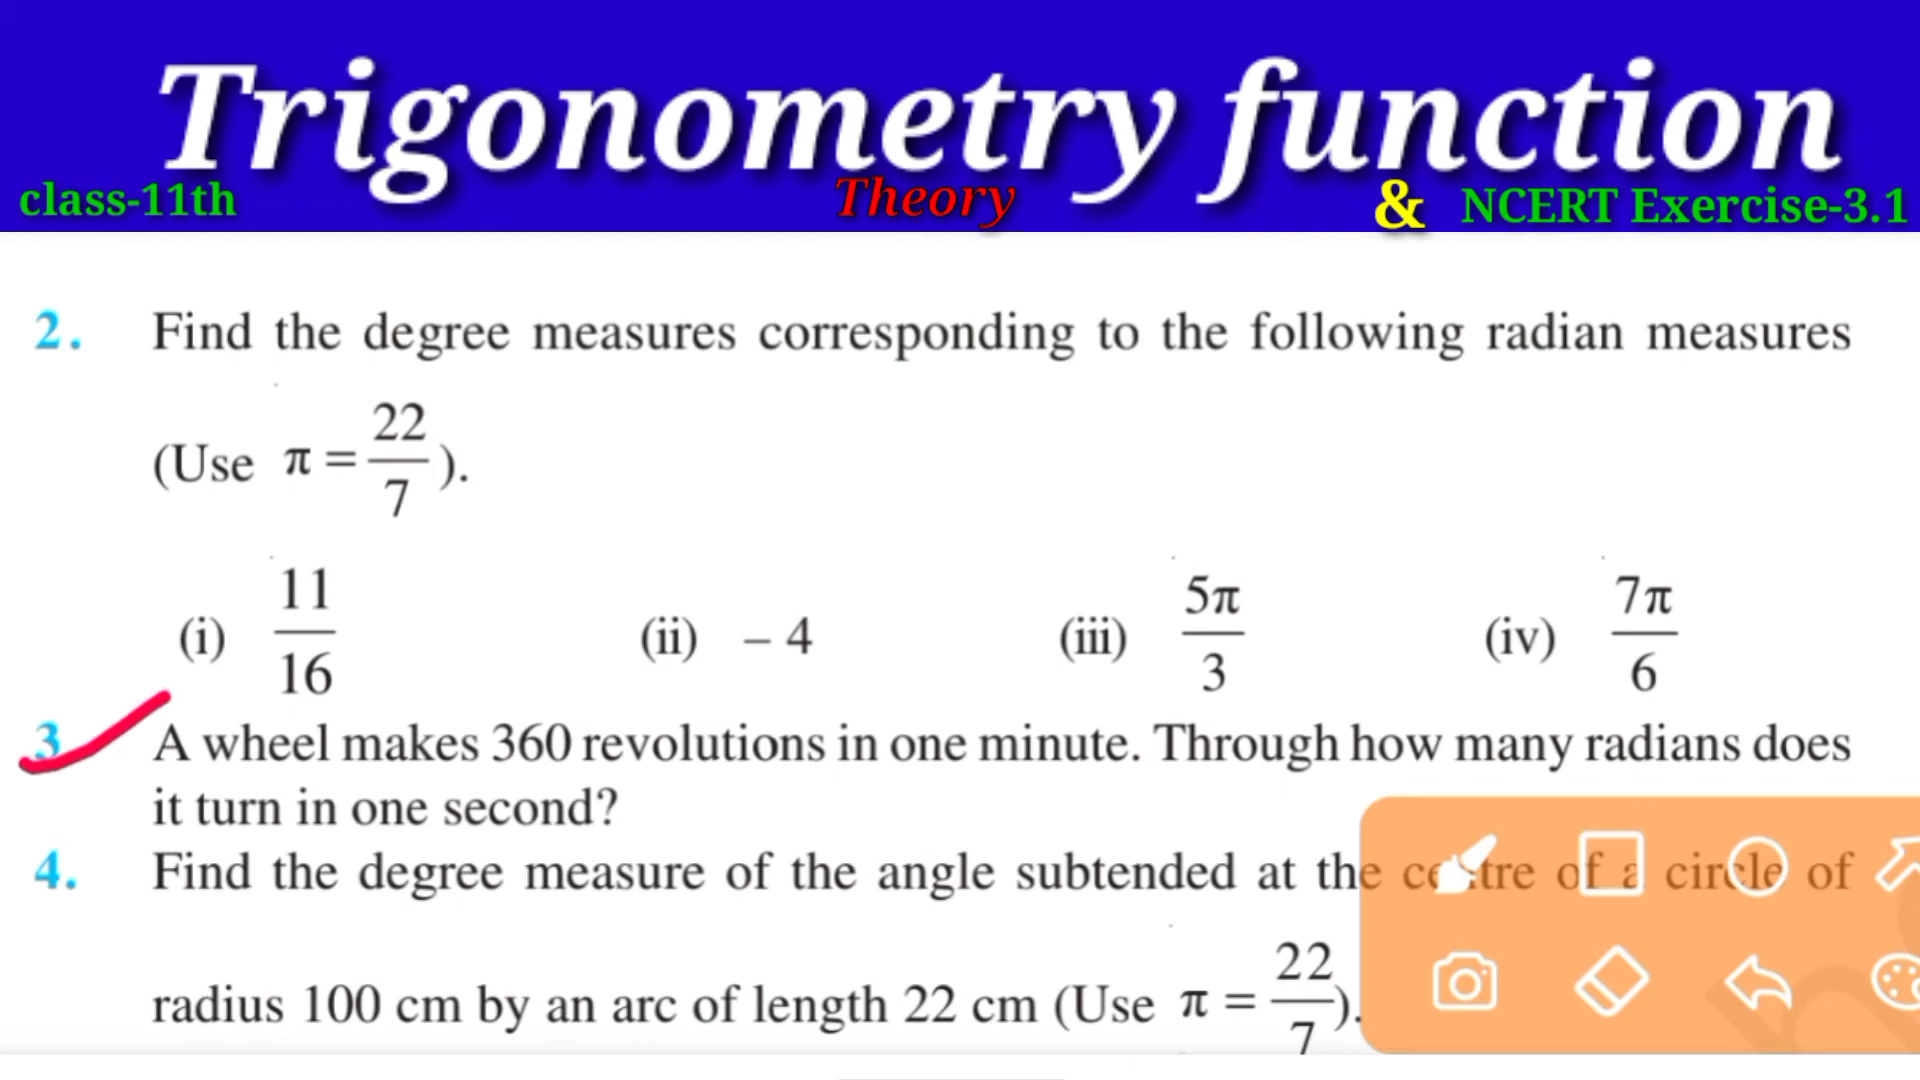 Trigonometry function
class-11th Theory & NCERT Exercise-3.1
2. Find the degree measures corresponding to the following radian measures
(Use π = 22/7 ).
(i) 11/16 (ii) – 4 (iii) 5π/3 (iv) 7π/6
3 A wheel makes 360 revolutions in one minute. Through how many radians does
it turn in one second?
4. Find the degree measure of the angle subtended at the centre of a circle of
radius 100 cm by an arc of length 22 cm (Use π = 22/7 ).